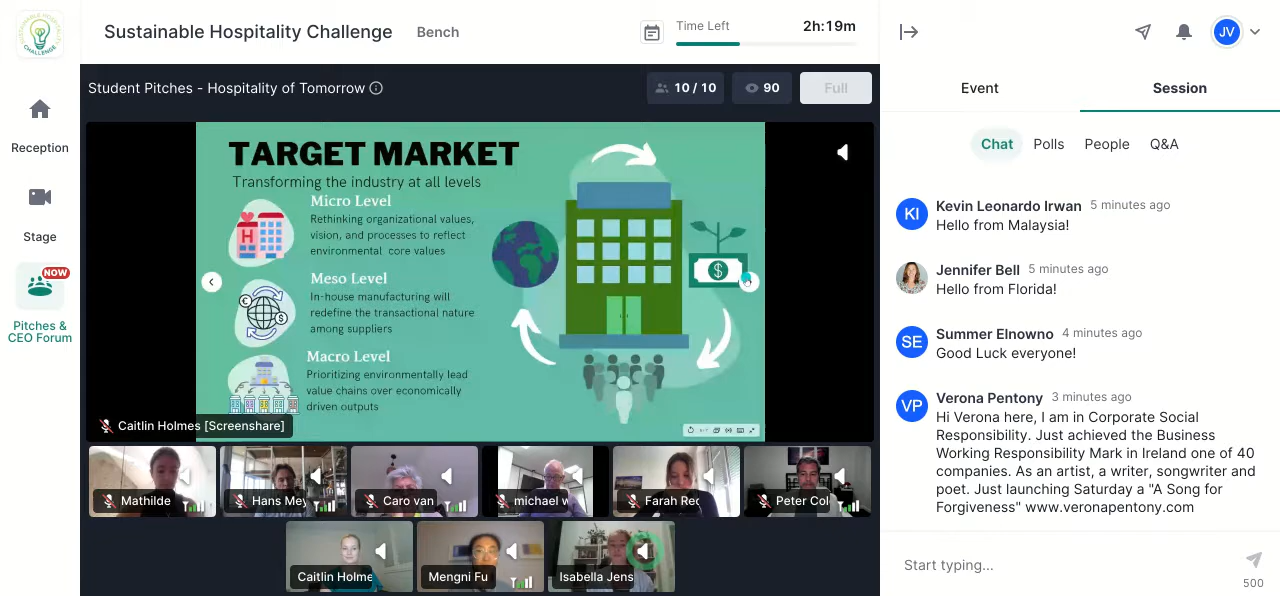 SUSTAINABLE HOSPITALITY
CHALLENGE
Reception
Stage
NOW
Pitches &
CEO Forum
Sustainable Hospitality Challenge
Bench
Time Left
2h:19m
Student Pitches - Hospitality of Tomorrow
10 / 10
90
Full
TARGET MARKET
Transforming the industry at all levels
Micro Level
Rethinking organizational values,
vision, and processes to reflect
environmental core values
H
Meso Level
In-house manufacturing will
redefine the transactional nature
among suppliers
€
$
Macro Level
Prioritizing environmentally lead
value chains over economically
driven outputs
$
Caitlin Holmes [Screenshare]
Mathilde
Hans Mey
Caro van
michael w
Farah Red
Peter Col
Caitlin Holme
Mengni Fu
Isabella Jens
JV
Event
Session
Chat
Polls
People
Q&A
KI
Kevin Leonardo Irwan 5 minutes ago
Hello from Malaysia!
Jennifer Bell 5 minutes ago
Hello from Florida!
SE
Summer Elnowno 4 minutes ago
Good Luck everyone!
VP
Verona Pentony 3 minutes ago
Hi Verona here, I am in Corporate Social
Responsibility. Just achieved the Business
Working Responsibility Mark in Ireland one of 40
companies. As an artist, a writer, songwriter and
poet. Just launching Saturday a "A Song for
Forgiveness" www.veronapentony.com
Start typing...
500